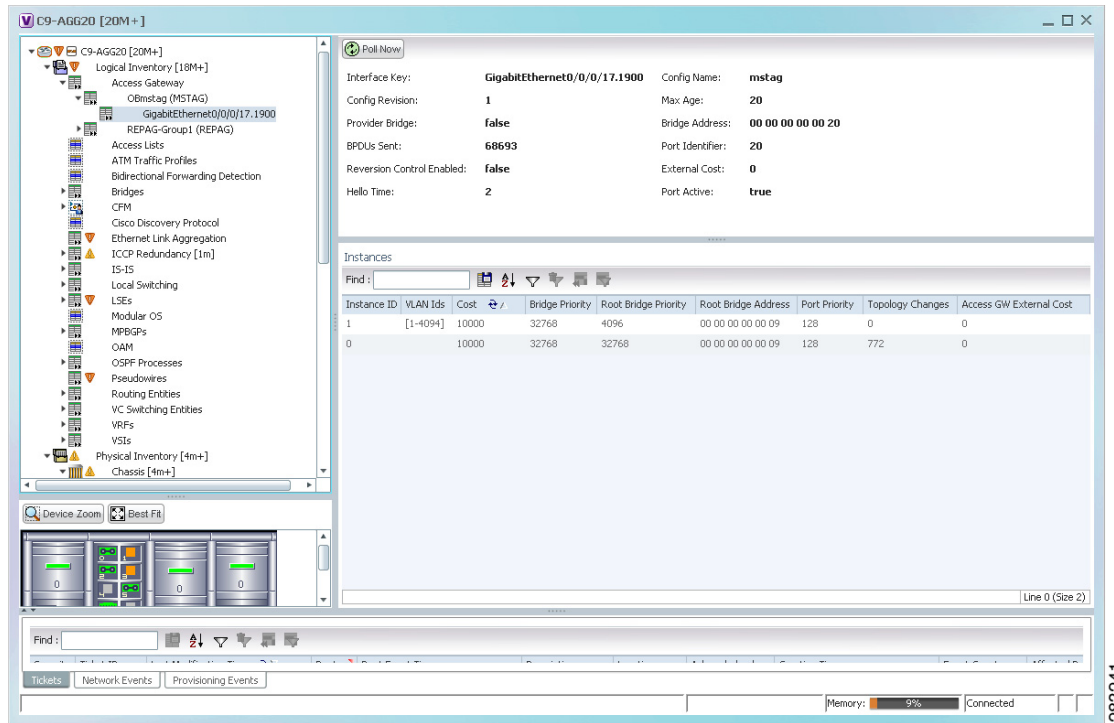 C9-AGG20 [20M+]
C9-AGG20 [20M+]
Logical Inventory [18M+]
Access Gateway
OBmstag (MSTAG)
GigabitEthernet0/0/0/17.1900
REPAG-Group1 (REPAG)
Access Lists
ATM Traffic Profiles
Bidirectional Forwarding Detection
Bridges
CFM
Cisco Discovery Protocol
Ethernet Link Aggregation
ICCP Redundancy [1m]
IS-IS
Local Switching
LSEs
Modular OS
MPBGPs
OAM
OSPF Processes
Pseudowires
Routing Entities
VC Switching Entities
VRFs
VSIs
Physical Inventory [4m+]
Chassis [4m+]
Device Zoom Best Fit
0 0 0
Poll Now
Interface Key: GigabitEthernet0/0/0/17.1900 Config Name: mstag
Config Revision: 1 Max Age: 20
Provider Bridge: false Bridge Address: 00 00 00 00 00 20
BPDUs Sent: 68693 Port Identifier: 20
Reversion Control Enabled: false External Cost: 0
Hello Time: 2 Port Active: true
Instances
Find :
Instance ID VLAN Ids Cost Bridge Priority Root Bridge Priority Root Bridge Address Port Priority Topology Changes Access GW External Cost
1 [1-4094] 10000 32768 4096 00 00 00 00 00 09 128 0 0
0 10000 32768 32768 00 00 00 00 00 09 128 772 0
Line 0 (Size 2)
Find :
Tickets Network Events Provisioning Events
Memory: 9% Connected